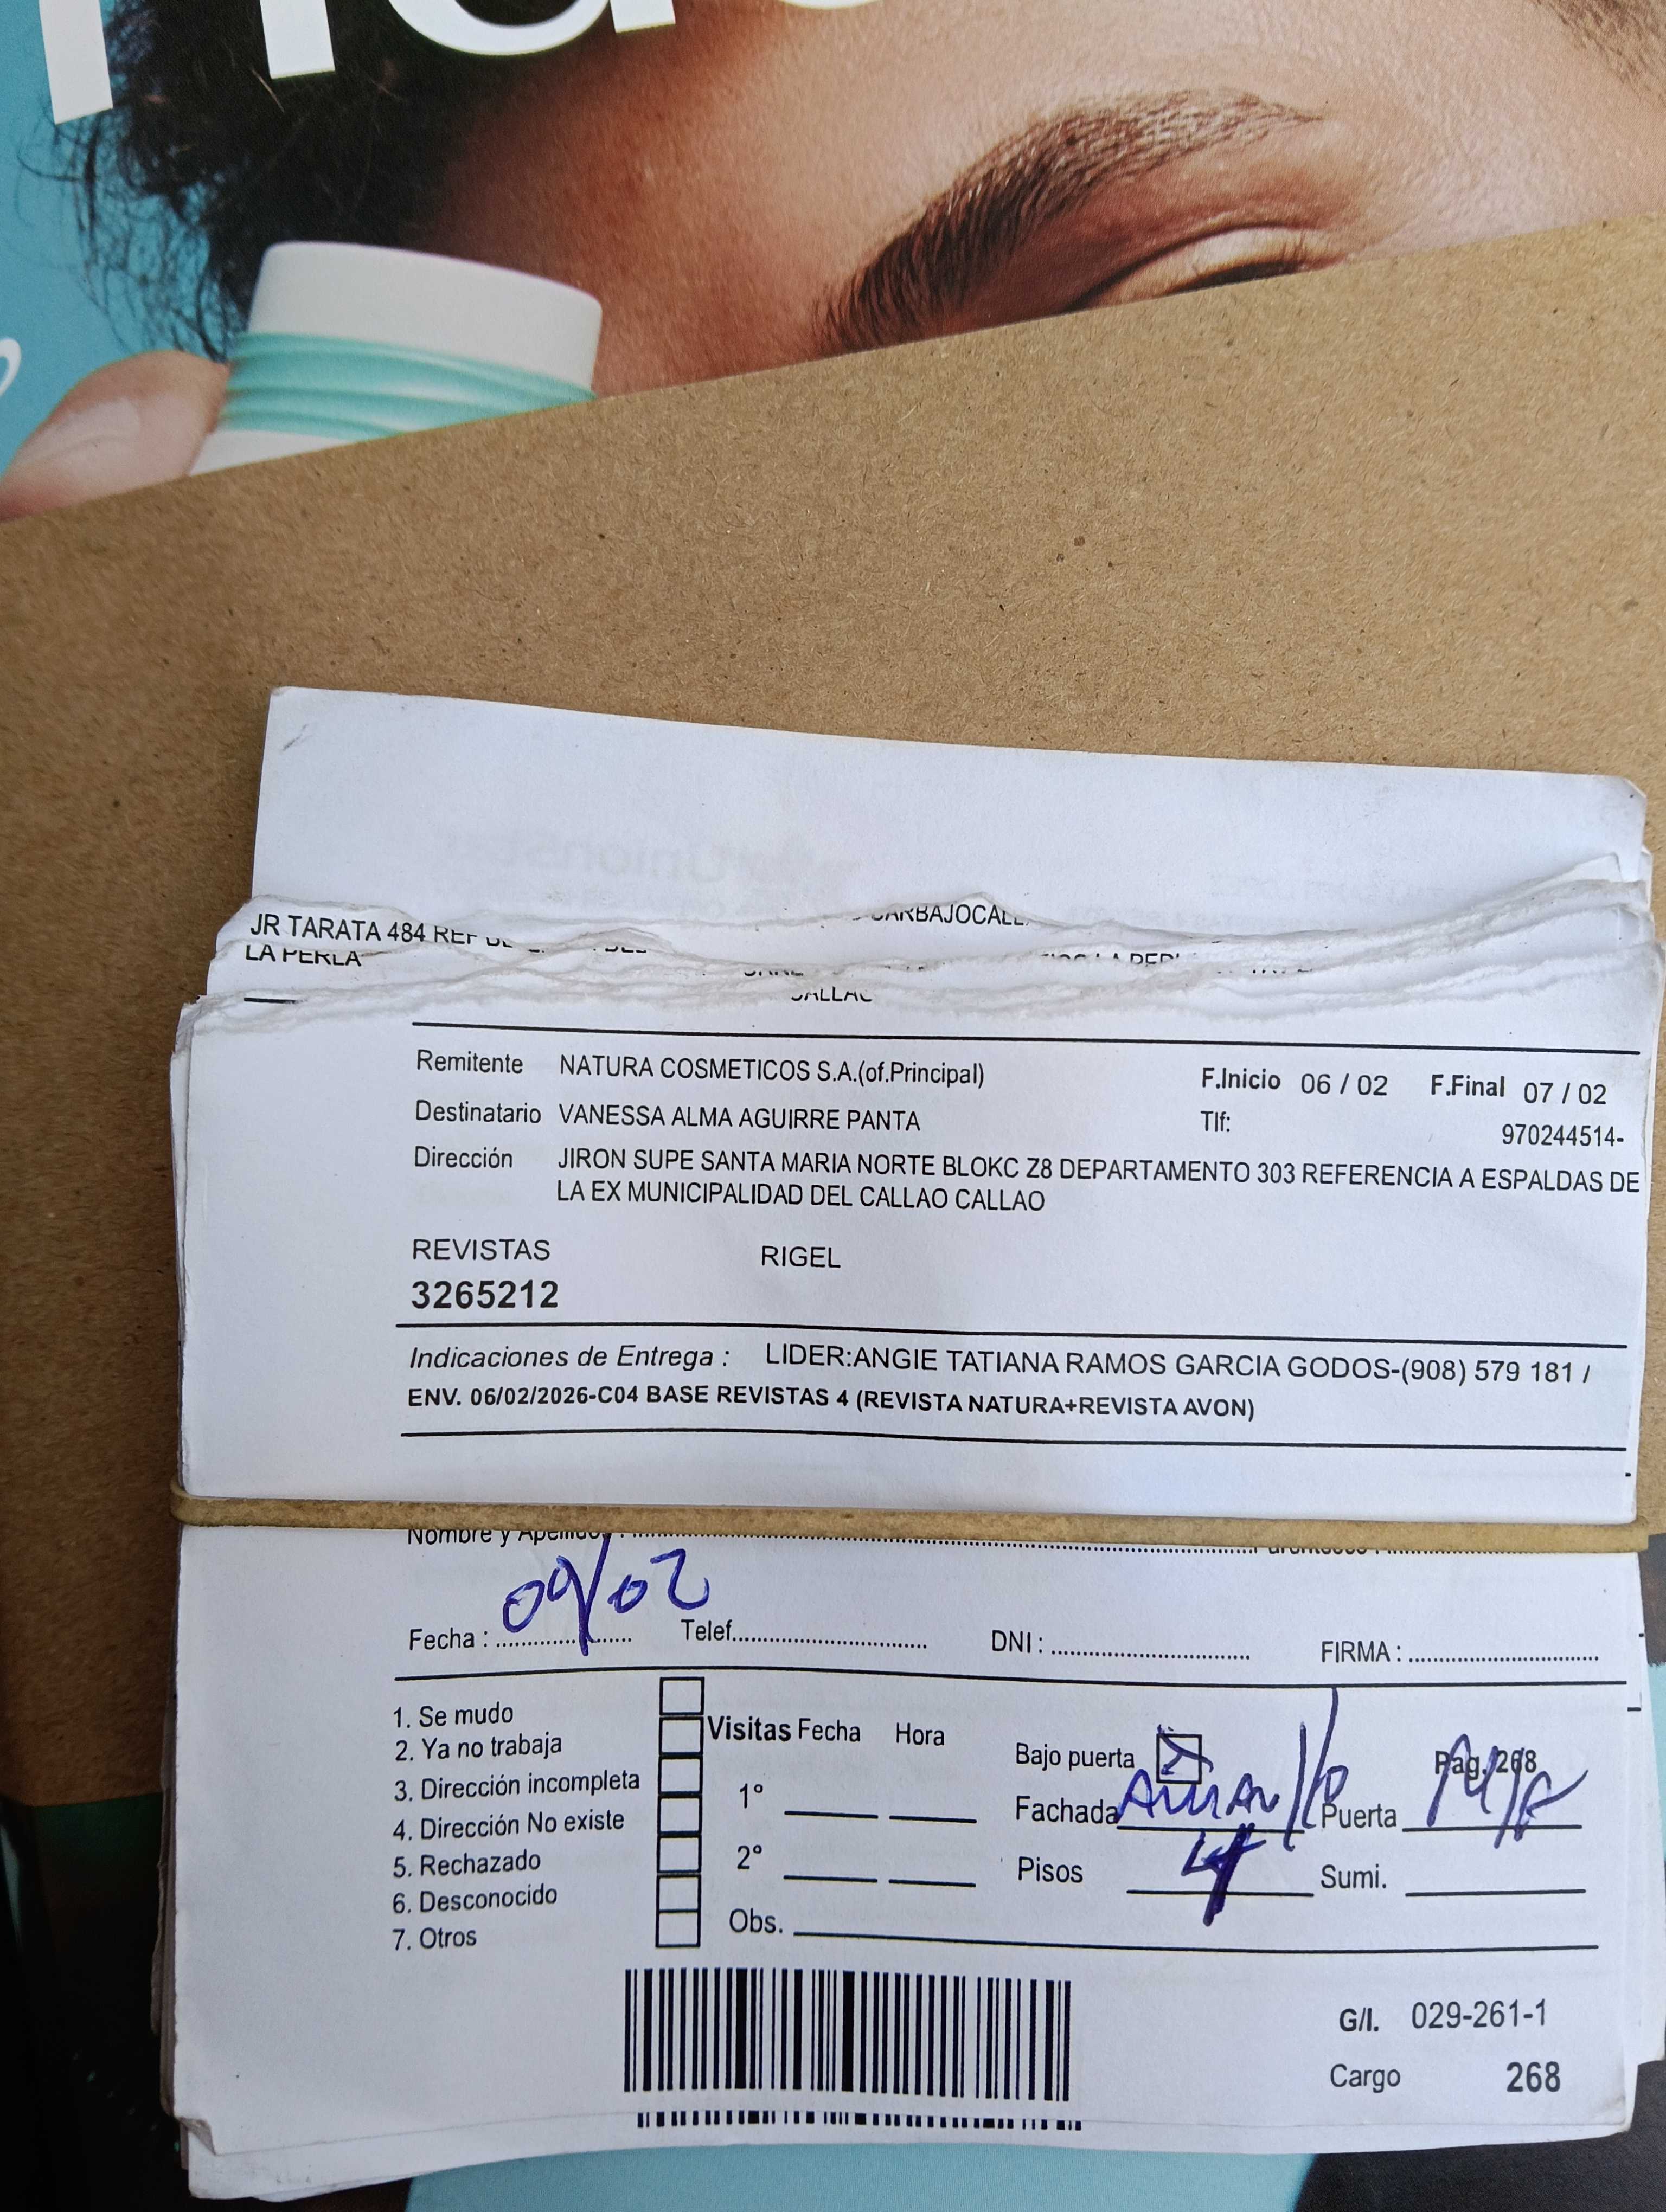 JR TARATA 484 REF
LA PERLA
CALLAO
Remitente NATURA COSMETICOS S.A.(of.Principal) F.Inicio 06 / 02 F.Final 07 / 02
Destinatario VANESSA ALMA AGUIRRE PANTA Tlf: 970244514-
Dirección JIRON SUPE SANTA MARIA NORTE BLOKC Z8 DEPARTAMENTO 303 REFERENCIA A ESPALDAS DE
LA EX MUNICIPALIDAD DEL CALLAO CALLAO
REVISTAS RIGEL
3265212
Indicaciones de Entrega : LIDER:ANGIE TATIANA RAMOS GARCIA GODOS-(908) 579 181 /
ENV. 06/02/2026-C04 BASE REVISTAS 4 (REVISTA NATURA+REVISTA AVON)
Nombre y Apellidos :
Fecha : 09/02 Telef. DNI : FIRMA :
1. Se mudo
2. Ya no trabaja
3. Dirección incompleta
4. Dirección No existe
5. Rechazado
6. Desconocido
7. Otros
Visitas Fecha Hora
1°
2°
Obs.
Bajo puerta Pag. 268
Fachada Puerta
Pisos 4 Sumi.
G/I. 029-261-1
Cargo 268